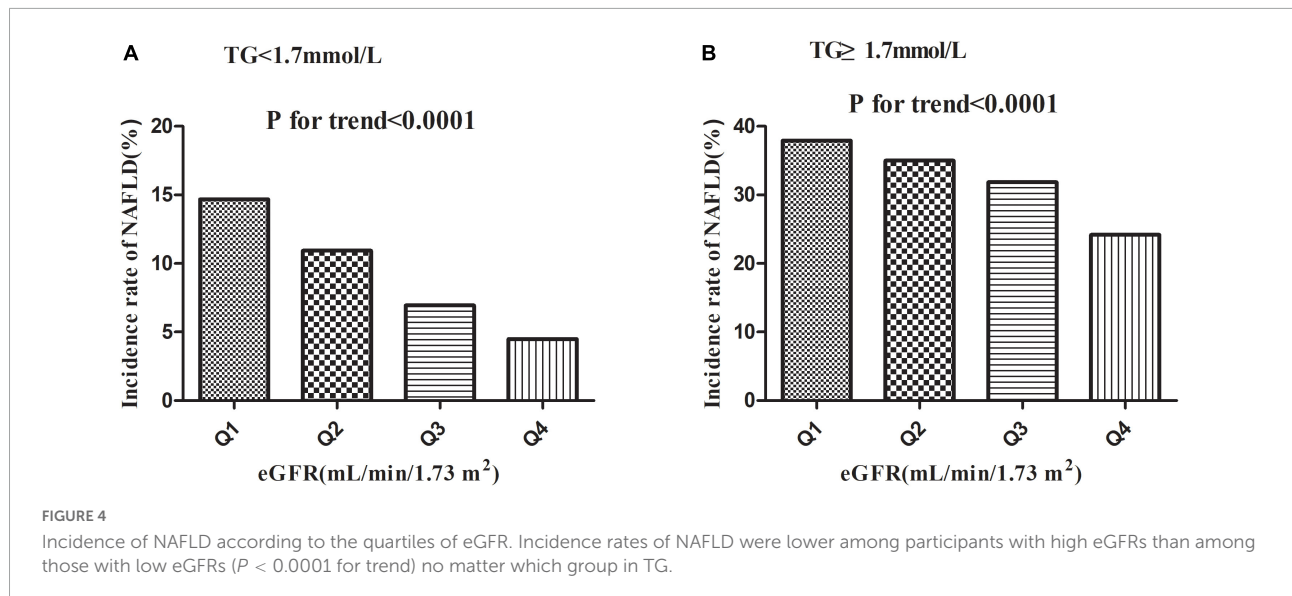 A
TG<1.7mmol/L
P for trend<0.0001
Incidence rate of NAFLD(%)
20
15
10
5
0
Q1
Q2
Q3
Q4
eGFR(mL/min/1.73 m²)
B
TG≥ 1.7mmol/L
P for trend<0.0001
Incidence rate of NAFLD(%)
40
30
20
10
0
Q1
Q2
Q3
Q4
eGFR(mL/min/1.73 m²)
FIGURE 4
Incidence of NAFLD according to the quartiles of eGFR. Incidence rates of NAFLD were lower among participants with high eGFRs than among
those with low eGFRs (P < 0.0001 for trend) no matter which group in TG.